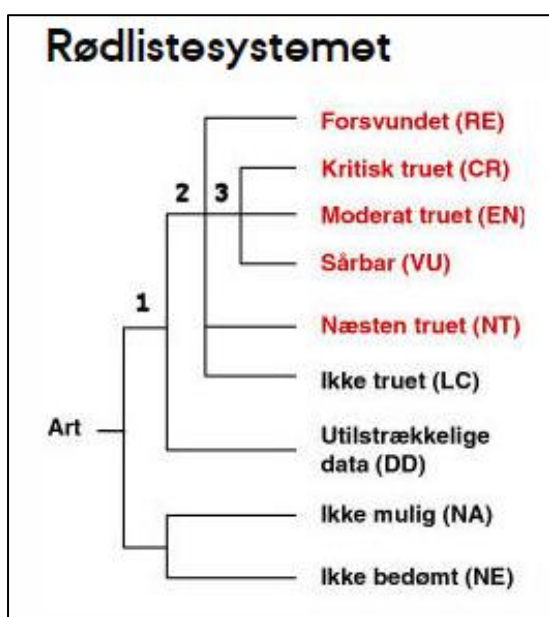 Rødlistesystemet
Forsvundet (RE)
Kritisk truet (CR)
2 3
Moderat truet (EN)
Sårbar (VU)
1
Næsten truet (NT)
Ikke truet (LC)
Art
Utilstrækkelige
data (DD)
Ikke mulig (NA)
Ikke bedømt (NE)